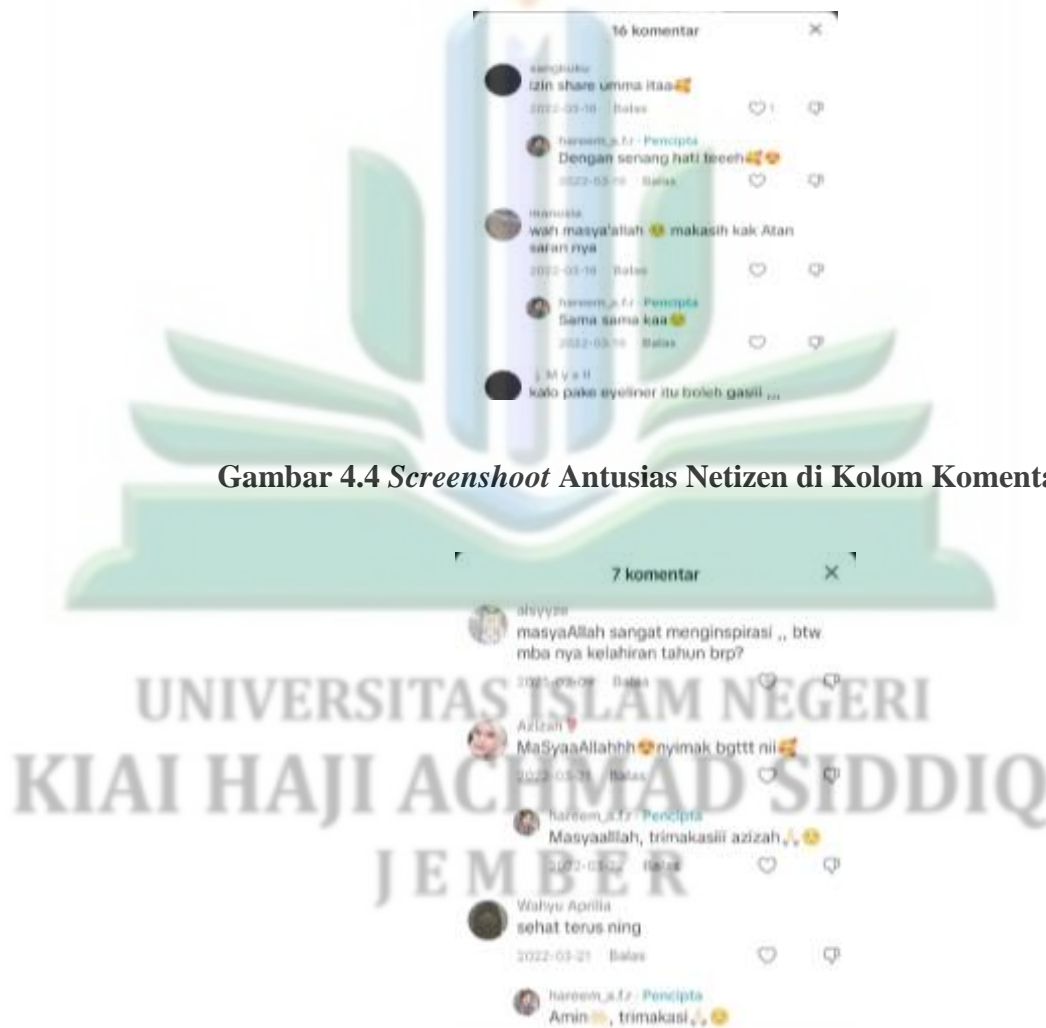 16 komentar
izin share umma itaa🥰
Balas
1
hareem_a.f.r · Pencipta
Dengan senang hati teeeh🥰😍
Balas
manusia
wah masya'allah 🥺 makasih kak Atan
saran nya
Balas
hareem_a.f.r · Pencipta
Sama sama kaa
Balas
kalo pake eyeliner itu boleh gasiii ,,,
Gambar 4.4 Screenshoot Antusias Netizen di Kolom Komenta
7 komentar
alsyyza
masyaAllah sangat menginspirasi ,, btw
mba nya kelahiran tahun brp?
Balas
Azizah🌹
MaSyaaAllahhh😍nyimak bgttt nii🥰
2022-03-21 Balas
hareem_a.f.r · Pencipta
Masyaalllah, trimakasiii azizah🙏🏻😊
Balas
Wahyu Aprilia
sehat terus ning
2022-03-21 Balas
hareem_a.f.r · Pencipta
Amin🤲🏻, trimakasi🙏🏻😊
UNIVERSITAS ISLAM NEGERI
KIAI HAJI ACHMAD SIDDIQ
JEMBER